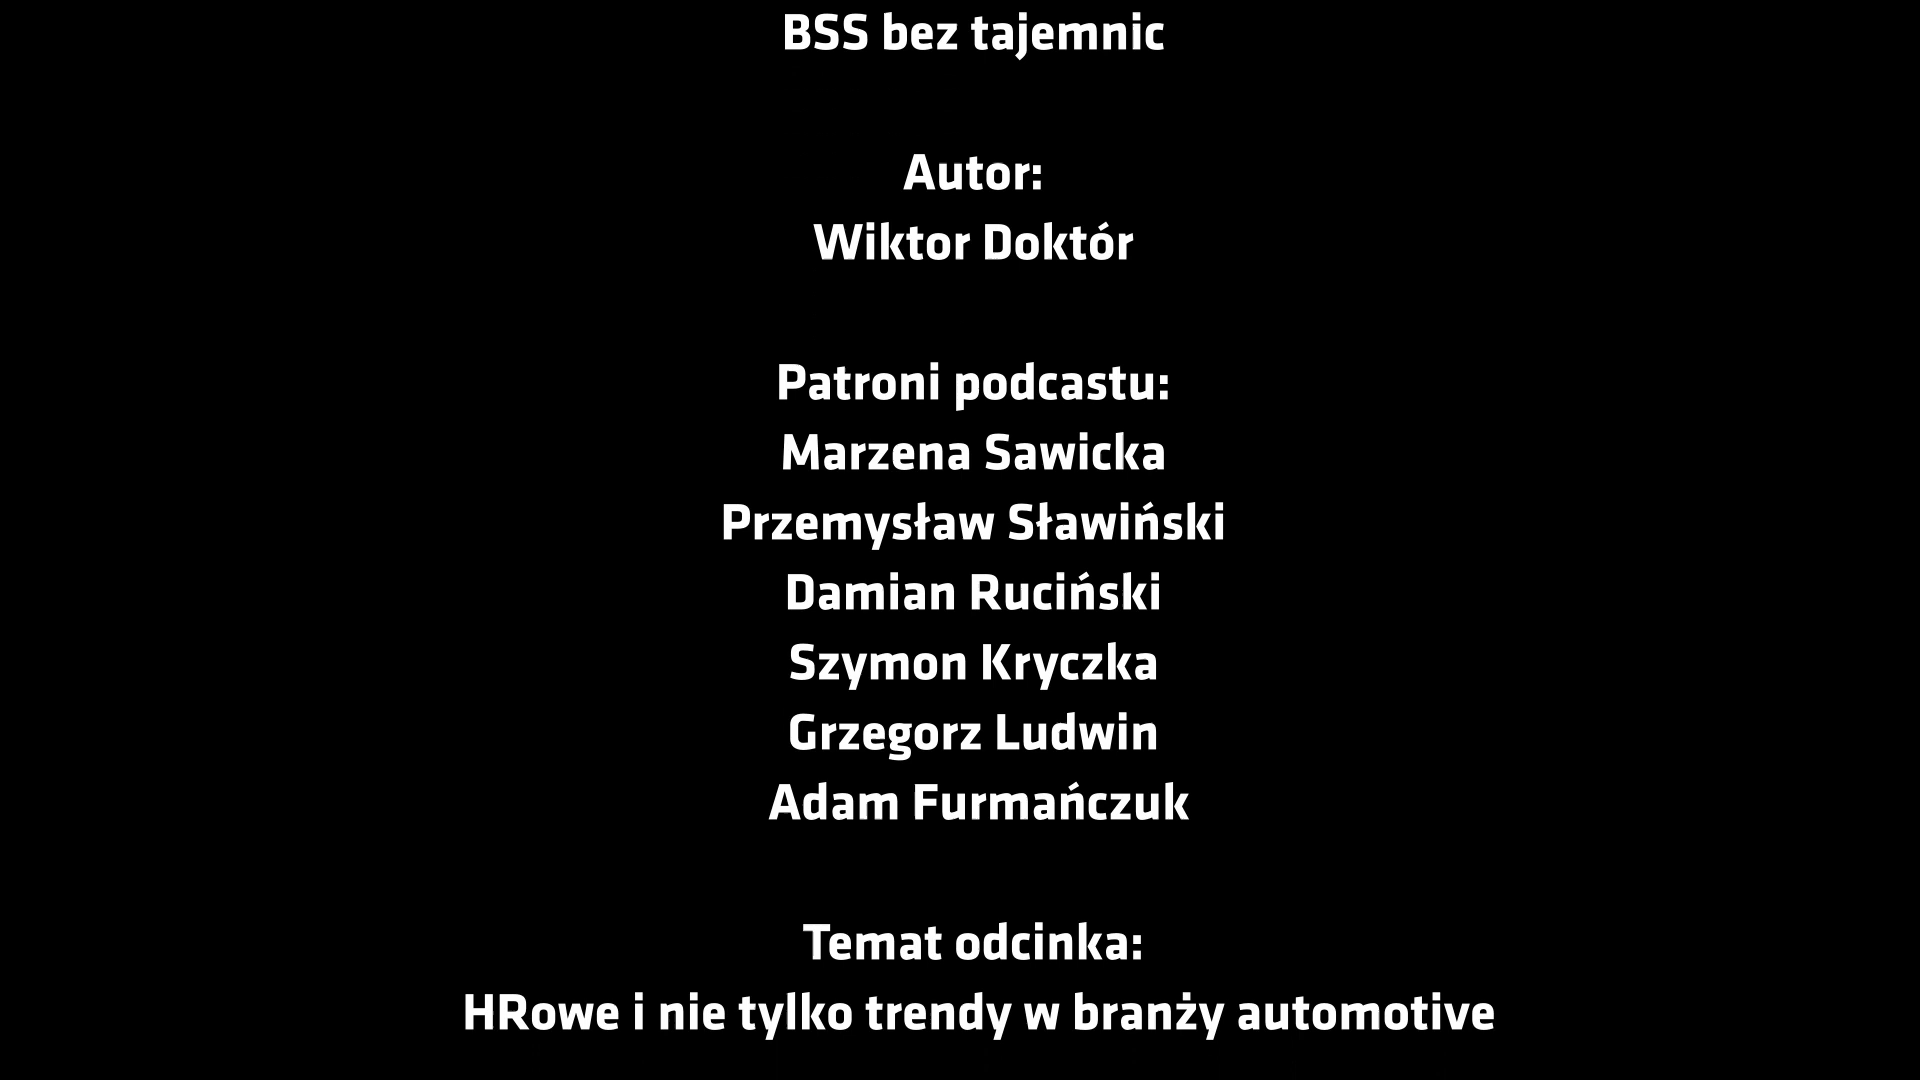 BSS bez tajemnic
Autor:
Wiktor Doktór
Patroni podcastu:
Marzena Sawicka
Przemysław Sławiński
Damian Ruciński
Szymon Kryczka
Grzegorz Ludwin
Adam Furmańczuk
Temat odcinka:
HRowe i nie tylko trendy w branży automotive